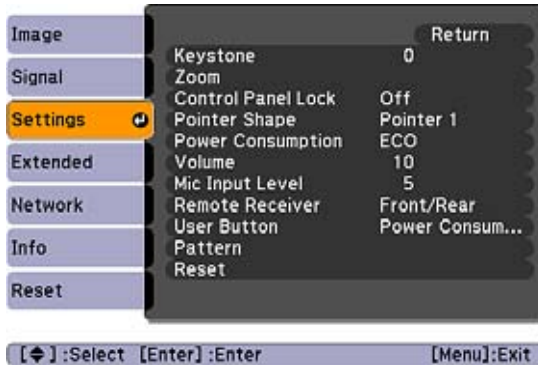 Image
Signal
Settings
Extended
Network
Info
Reset
Return
Keystone 0
Zoom
Control Panel Lock Off
Pointer Shape Pointer 1
Power Consumption ECO
Volume 10
Mic Input Level 5
Remote Receiver Front/Rear
User Button Power Consum...
Pattern
Reset
[◆] :Select [Enter] :Enter [Menu]:Exit